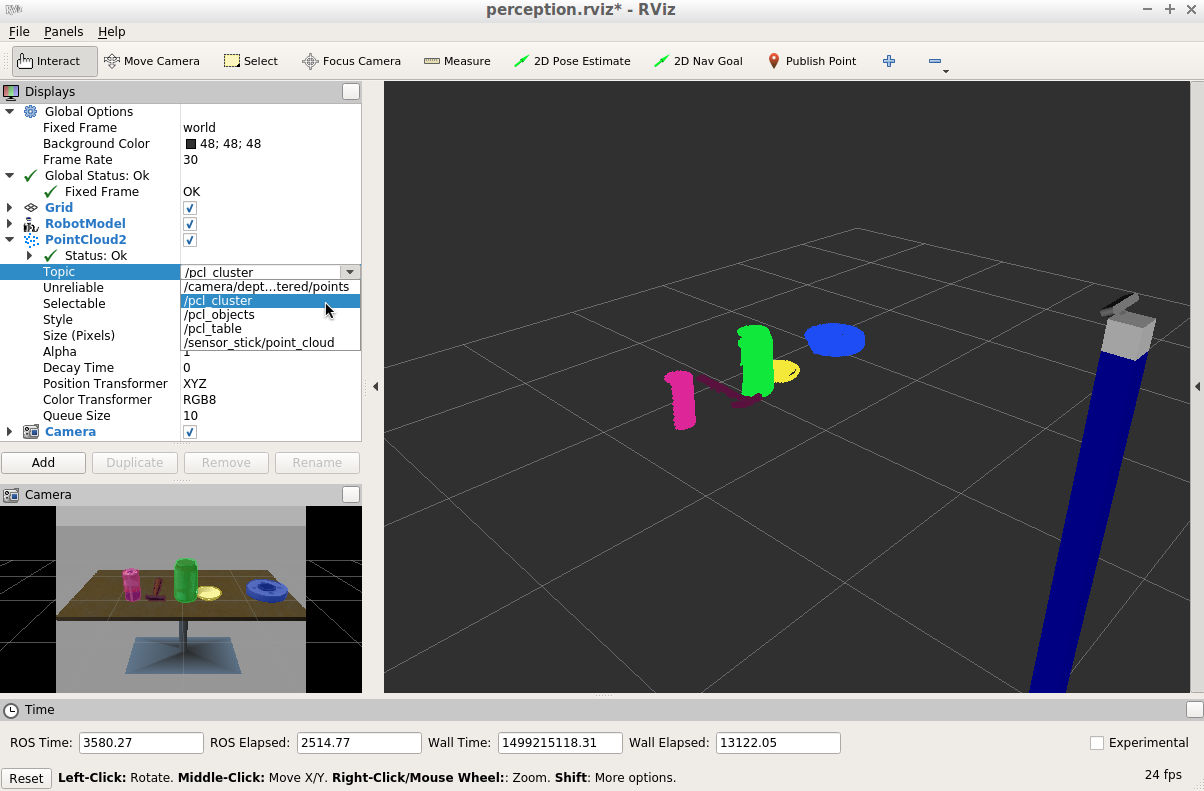 perception.rviz* - RViz
File Panels Help
Interact Move Camera Select Focus Camera Measure 2D Pose Estimate 2D Nav Goal Publish Point
Displays
Global Options
Fixed Frame world
Background Color 48; 48; 48
Frame Rate 30
Global Status: Ok
Fixed Frame OK
Grid
RobotModel
PointCloud2
Status: Ok
Topic /pcl_cluster
Unreliable /camera/dept...tered/points
Selectable /pcl_cluster
/pcl_objects
Style /pcl_table
Size (Pixels) /sensor_stick/point_cloud
Alpha 1
Decay Time 0
Position Transformer XYZ
Color Transformer RGB8
Queue Size 10
Camera
Add Duplicate Remove Rename
Camera
Time
ROS Time: 3580.27 ROS Elapsed: 2514.77 Wall Time: 1499215118.31 Wall Elapsed: 13122.05 Experimental
Reset Left-Click: Rotate. Middle-Click: Move X/Y. Right-Click/Mouse Wheel:: Zoom. Shift: More options. 24 fps